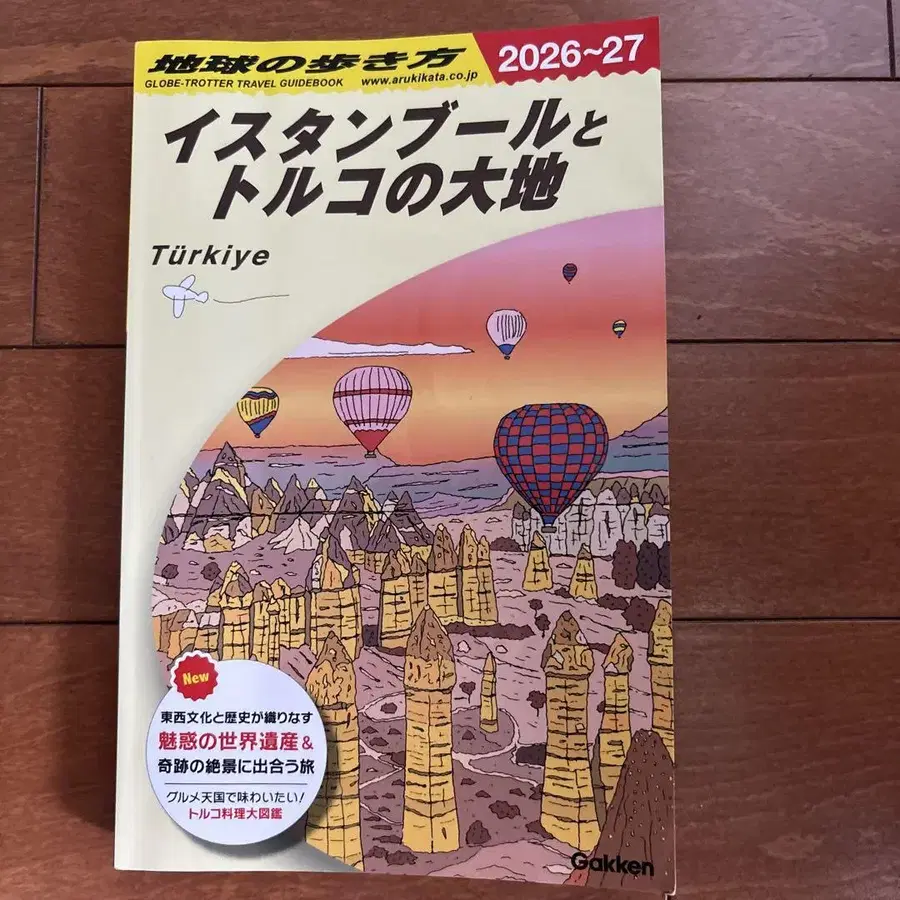 地球の歩き方
GLOBE-TROTTER TRAVEL GUIDEBOOK
www.arukikata.co.jp
2026~27
イスタンブールと
トルコの大地
Türkiye
New
東西文化と歴史が織りなす
魅惑の世界遺産&
奇跡の絶景に出合う旅
グルメ天国で味わいたい!
トルコ料理大図鑑
Gakken